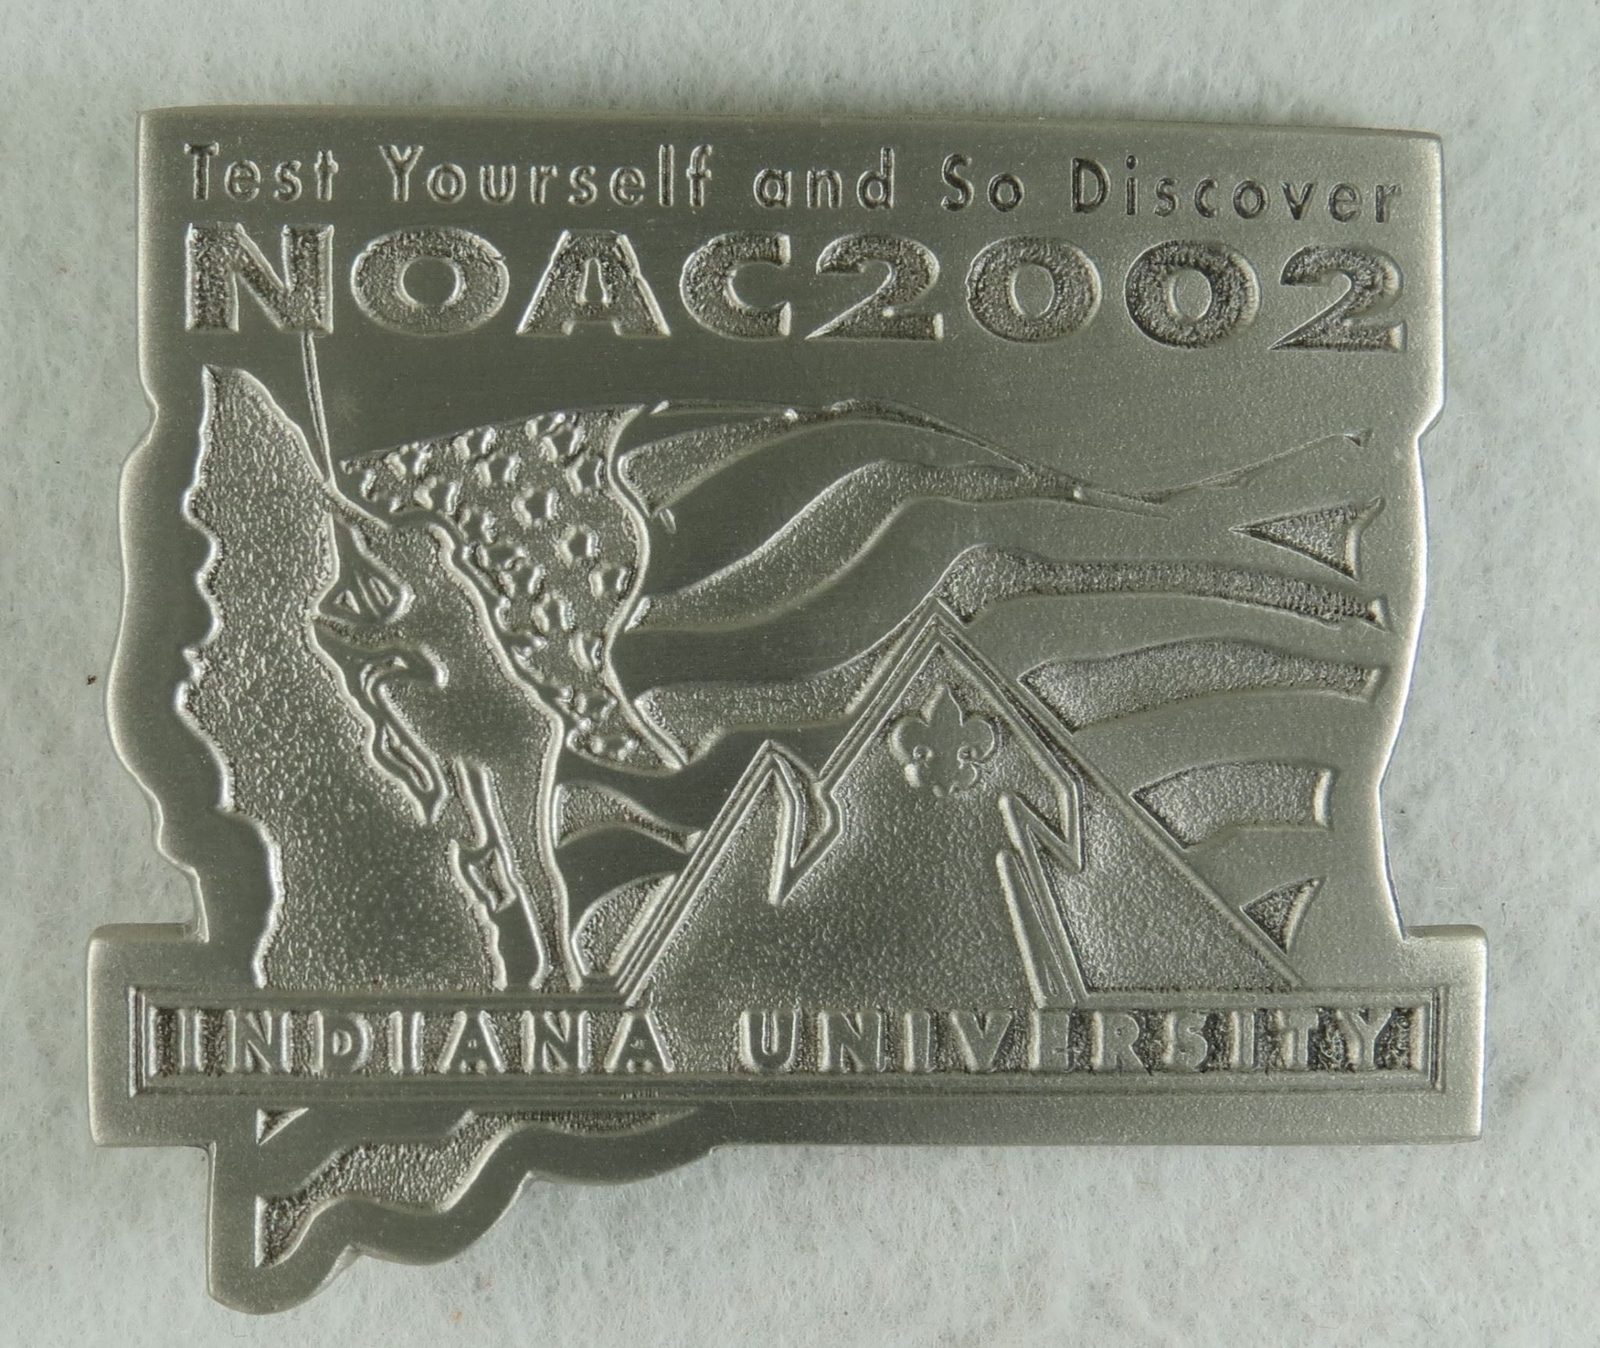 Test Yourself and So Discover
NOAC2002
INDIANA UNIVERSITY